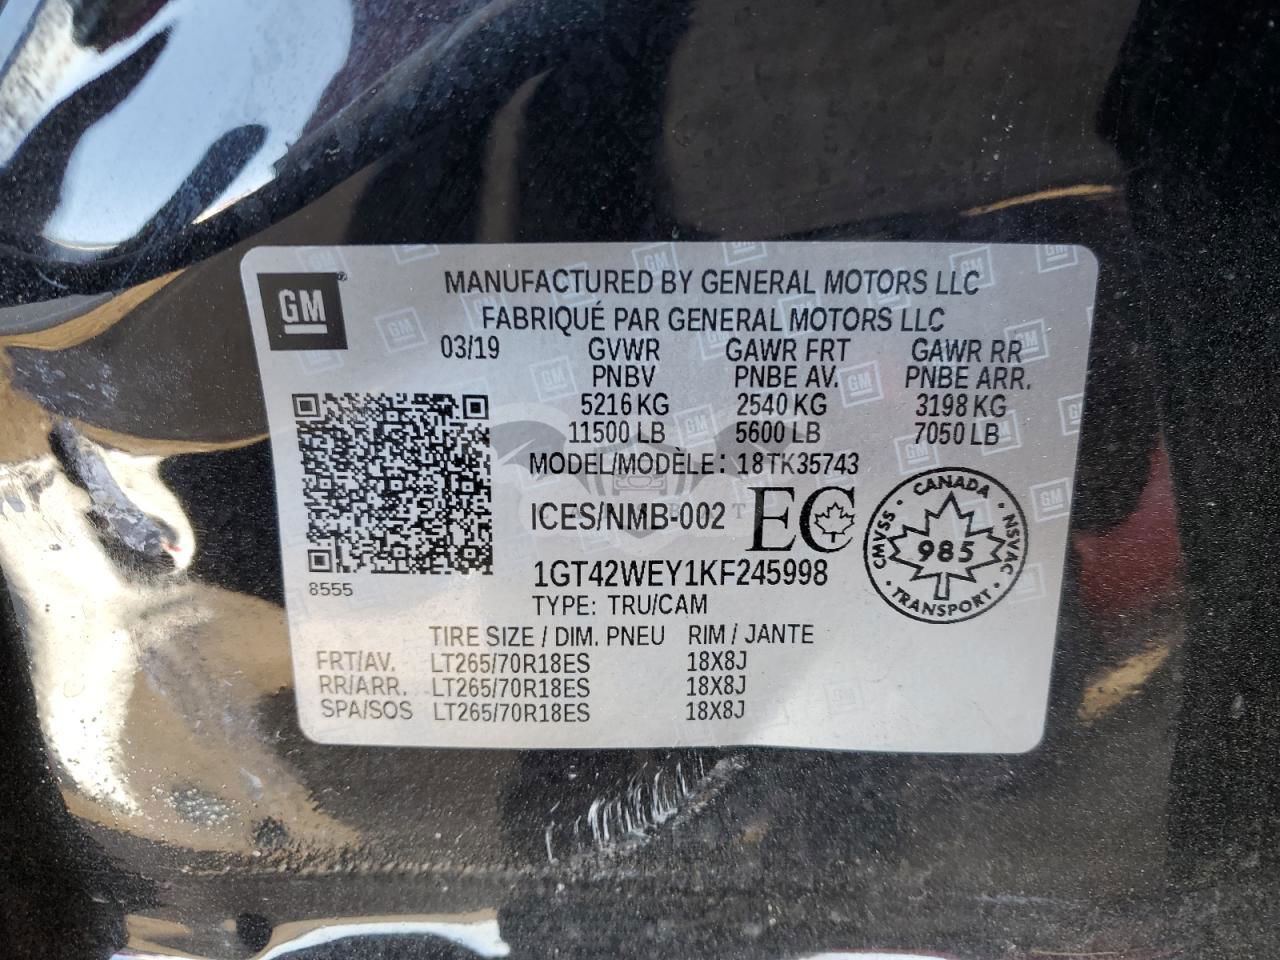 GM
MANUFACTURED BY GENERAL MOTORS LLC
FABRIQUÉ PAR GENERAL MOTORS LLC
03/19 GVWR GAWR FRT GAWR RR
PNBV PNBE AV. PNBE ARR.
5216 KG 2540 KG 3198 KG
11500 LB 5600 LB 7050 LB
MODEL/MODÈLE: 18TK35743
ICES/NMB-002 EC
CANADA
CMVSS 985 NSVAC
TRANSPORT
1GT42WEY1KF245998
8555
TYPE: TRU/CAM
TIRE SIZE / DIM. PNEU RIM / JANTE
FRT/AV. LT265/70R18ES 18X8J
RR/ARR. LT265/70R18ES 18X8J
SPA/SOS LT265/70R18ES 18X8J